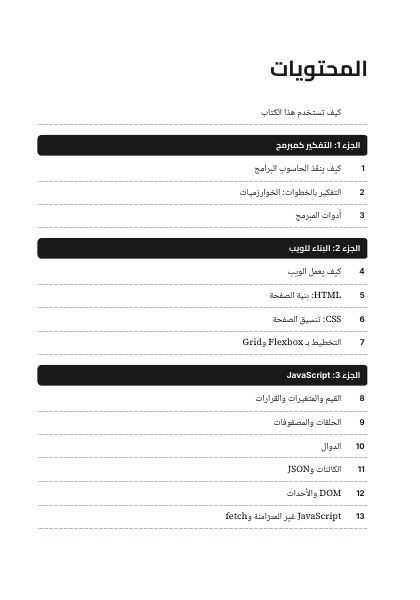 المحتويات
كيف تستخدم هذا الكتاب
الجزء 1: التفكير كمبرمج
1 كيف ينفّذ الحاسوب البرامج
2 التفكير بالخطوات: الخوارزميات
3 أدوات المبرمج
الجزء 2: البناء للويب
4 كيف يعمل الويب
5 HTML: بنية الصفحة
6 CSS: تنسيق الصفحة
7 التخطيط بـ Flexbox وGrid
الجزء 3: JavaScript
8 القيم والمتغيرات والقرارات
9 الحلقات والمصفوفات
10 الدوال
11 الكائنات وJSON
12 DOM والأحداث
13 JavaScript غير المتزامنة وfetch